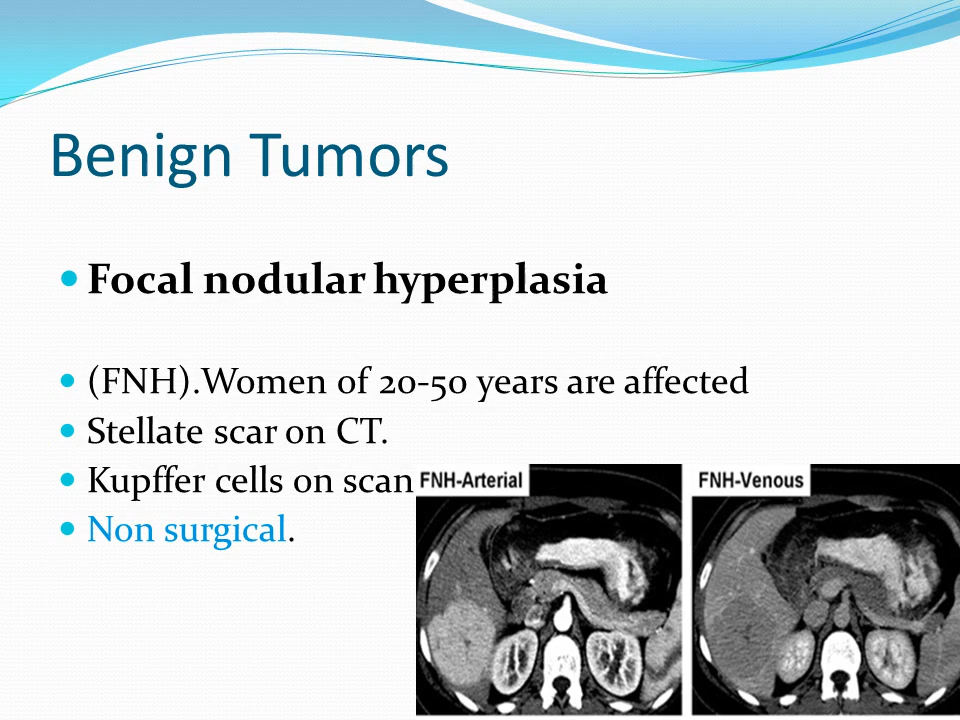 Benign Tumors
Focal nodular hyperplasia
(FNH).Women of 20-50 years are affected
Stellate scar on CT.
Kupffer cells on scan
Non surgical.
FNH-Arterial
FNH-Venous